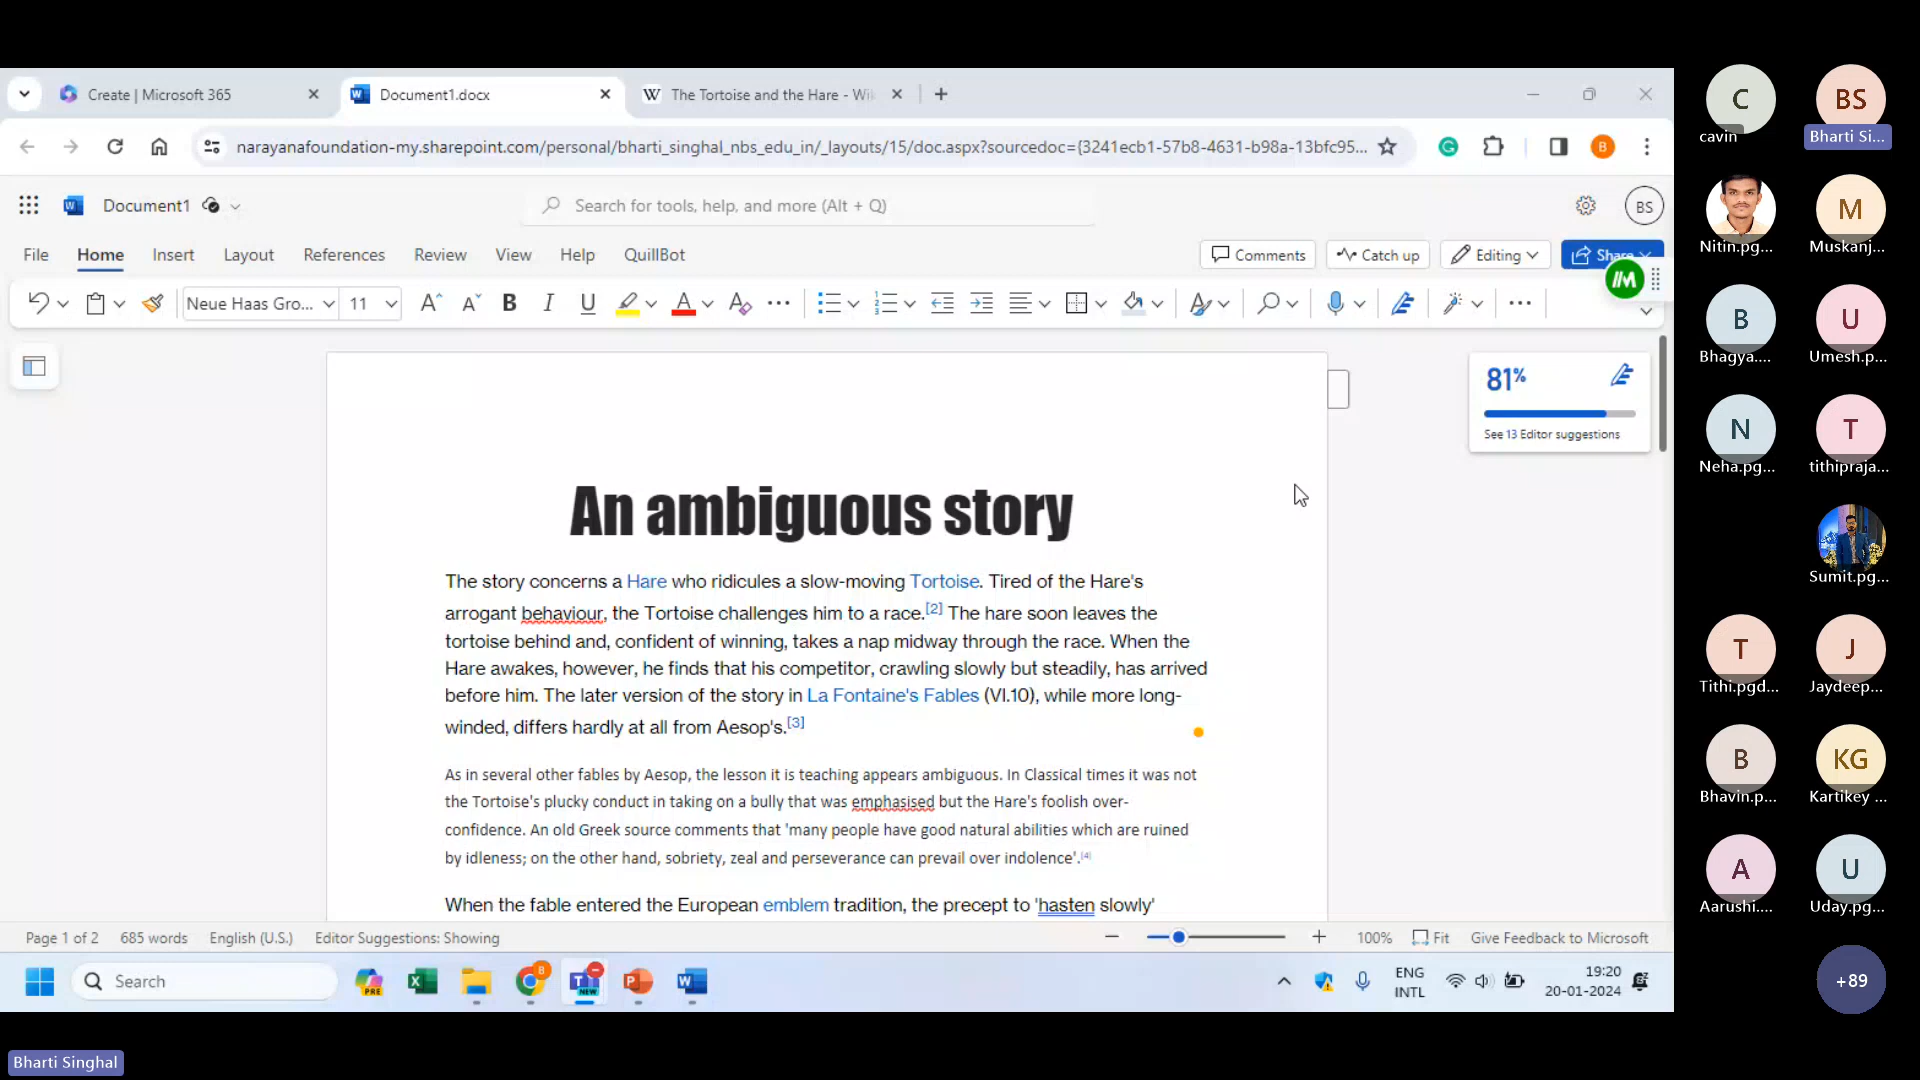 Create | Microsoft 365
Document1.docx
The Tortoise and the Hare - Wi
narayanafoundation-my.sharepoint.com/personal/bharti_singhal_nbs_edu_in/_layouts/15/doc.aspx?sourcedoc={3241ecb1-57b8-4631-b98a-13bfc95...
B
Document1
Search for tools, help, and more (Alt + Q)
BS
File Home Insert Layout References Review View Help QuillBot
Comments Catch up Editing Share
Neue Haas Gro... 11
81%
See 13 Editor suggestions
An ambiguous story
The story concerns a Hare who ridicules a slow-moving Tortoise. Tired of the Hare's
arrogant behaviour, the Tortoise challenges him to a race.[2] The hare soon leaves the
tortoise behind and, confident of winning, takes a nap midway through the race. When the
Hare awakes, however, he finds that his competitor, crawling slowly but steadily, has arrived
before him. The later version of the story in La Fontaine's Fables (VI.10), while more long-
winded, differs hardly at all from Aesop's.[3]
As in several other fables by Aesop, the lesson it is teaching appears ambiguous. In Classical times it was not
the Tortoise's plucky conduct in taking on a bully that was emphasised but the Hare's foolish over-
confidence. An old Greek source comments that 'many people have good natural abilities which are ruined
by idleness; on the other hand, sobriety, zeal and perseverance can prevail over indolence'.[4]
When the fable entered the European emblem tradition, the precept to 'hasten slowly'
Page 1 of 2 685 words English (U.S.) Editor Suggestions: Showing
100% Fit Give Feedback to Microsoft
Search
PRE
NEW
ENG
INTL
19:20
20-01-2024
C
cavin
BS
Bharti Si...
Nitin.pg...
M
Muskanj...
B
Bhagya....
U
Umesh.p...
N
Neha.pg...
T
tithipraja...
Sumit.pg...
T
Tithi.pgd...
J
Jaydeep...
B
Bhavin.p...
KG
Kartikey ...
A
Aarushi....
U
Uday.pg...
+89
Bharti Singhal